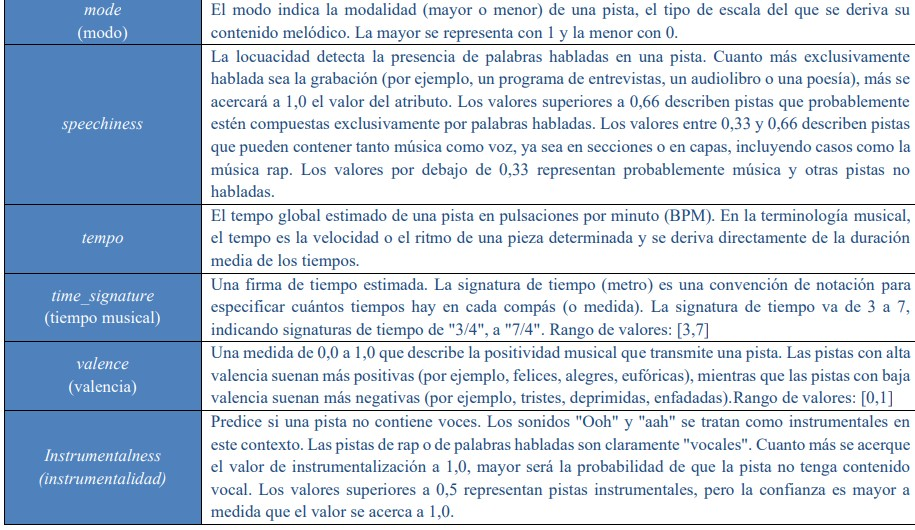 mode
(modo)
El modo indica la modalidad (mayor o menor) de una pista, el tipo de escala del que se deriva su
contenido melódico. La mayor se representa con 1 y la menor con 0.
speechiness
La locuacidad detecta la presencia de palabras habladas en una pista. Cuanto más exclusivamente
hablada sea la grabación (por ejemplo, un programa de entrevistas, un audiolibro o una poesía), más se
acercará a 1,0 el valor del atributo. Los valores superiores a 0,66 describen pistas que probablemente
estén compuestas exclusivamente por palabras habladas. Los valores entre 0,33 y 0,66 describen pistas
que pueden contener tanto música como voz, ya sea en secciones o en capas, incluyendo casos como la
música rap. Los valores por debajo de 0,33 representan probablemente música y otras pistas no
habladas.
tempo
El tempo global estimado de una pista en pulsaciones por minuto (BPM). En la terminología musical,
el tempo es la velocidad o el ritmo de una pieza determinada y se deriva directamente de la duración
media de los tiempos.
time_signature
(tiempo musical)
Una firma de tiempo estimada. La signatura de tiempo (metro) es una convención de notación para
especificar cuántos tiempos hay en cada compás (o medida). La signatura de tiempo va de 3 a 7,
indicando signaturas de tiempo de "3/4", a "7/4". Rango de valores: [3,7]
valence
(valencia)
Una medida de 0,0 a 1,0 que describe la positividad musical que transmite una pista. Las pistas con alta
valencia suenan más positivas (por ejemplo, felices, alegres, eufóricas), mientras que las pistas con baja
valencia suenan más negativas (por ejemplo, tristes, deprimidas, enfadadas).Rango de valores: [0,1]
Instrumentalness
(instrumentalidad)
Predice si una pista no contiene voces. Los sonidos "Ooh" y "aah" se tratan como instrumentales en
este contexto. Las pistas de rap o de palabras habladas son claramente "vocales". Cuanto más se acerque
el valor de instrumentalización a 1,0, mayor será la probabilidad de que la pista no tenga contenido
vocal. Los valores superiores a 0,5 representan pistas instrumentales, pero la confianza es mayor a
medida que el valor se acerca a 1,0.